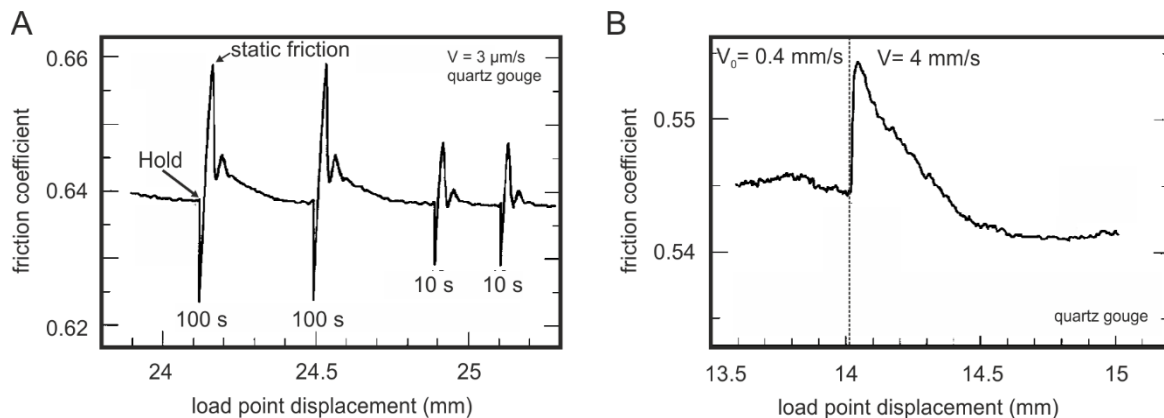 A
0.66
0.64
0.62
friction coefficient
static friction
V = 3 µm/s
quartz gouge
Hold
100 s
100 s
10 s
10 s
24
24.5
25
load point displacement (mm)
B
V₀= 0.4 mm/s
V= 4 mm/s
0.55
0.54
friction coefficient
quartz gouge
13.5
14
14.5
15
load point displacement (mm)